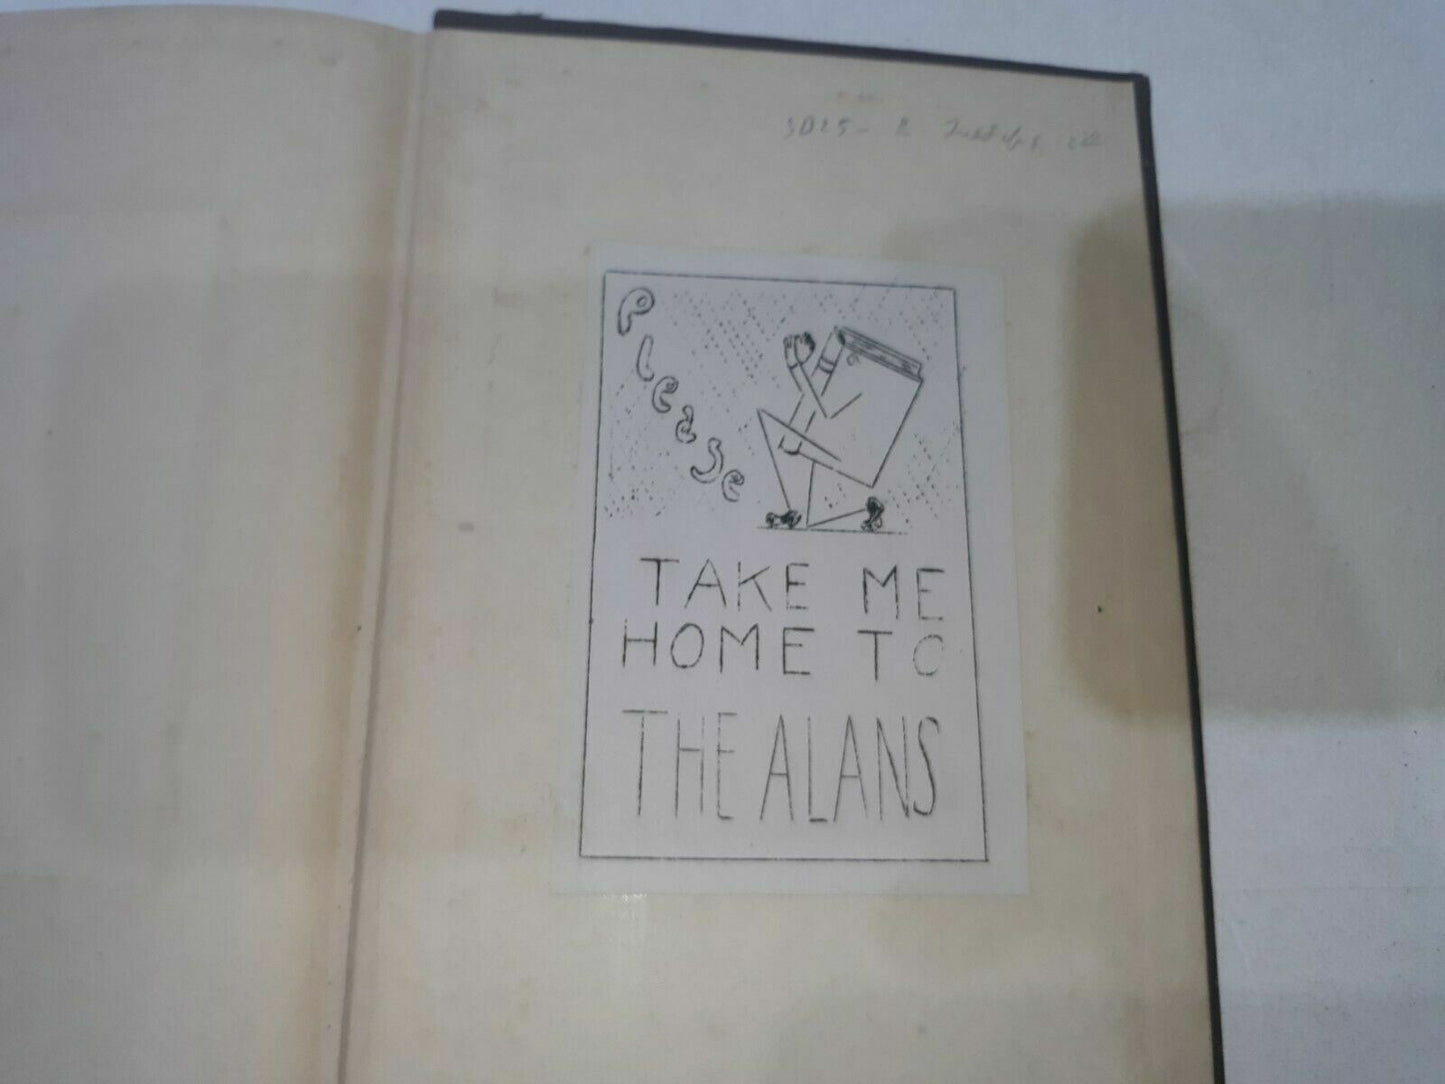 Please
TAKE ME
HOME TO
THE ALANS